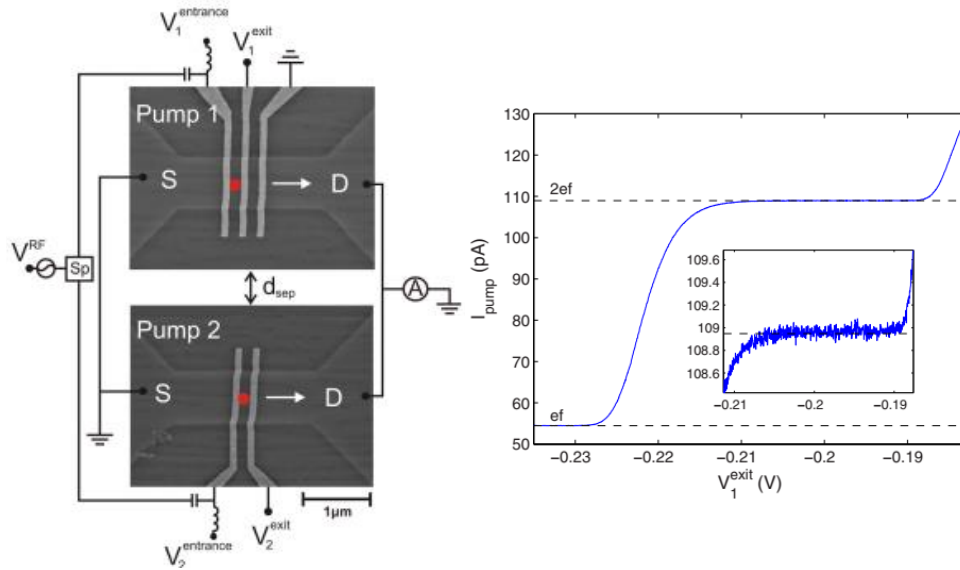 V₁ᵉⁿᵗʳᵃⁿᶜᵉ
V₁ᵉˣⁱᵗ
Pump 1
S
D
Vᴿᶠ
Sp
d_sep
A
Pump 2
S
D
1μm
V₂ᵉˣⁱᵗ
V₂ᵉⁿᵗʳᵃⁿᶜᵉ
130
120
110
100
90
80
70
60
50
I_pump (pA)
2ef
ef
109.6
109.4
109.2
109
108.8
108.6
−0.21 −0.2 −0.19
−0.23 −0.22 −0.21 −0.2 −0.19
V₁ᵉˣⁱᵗ (V)